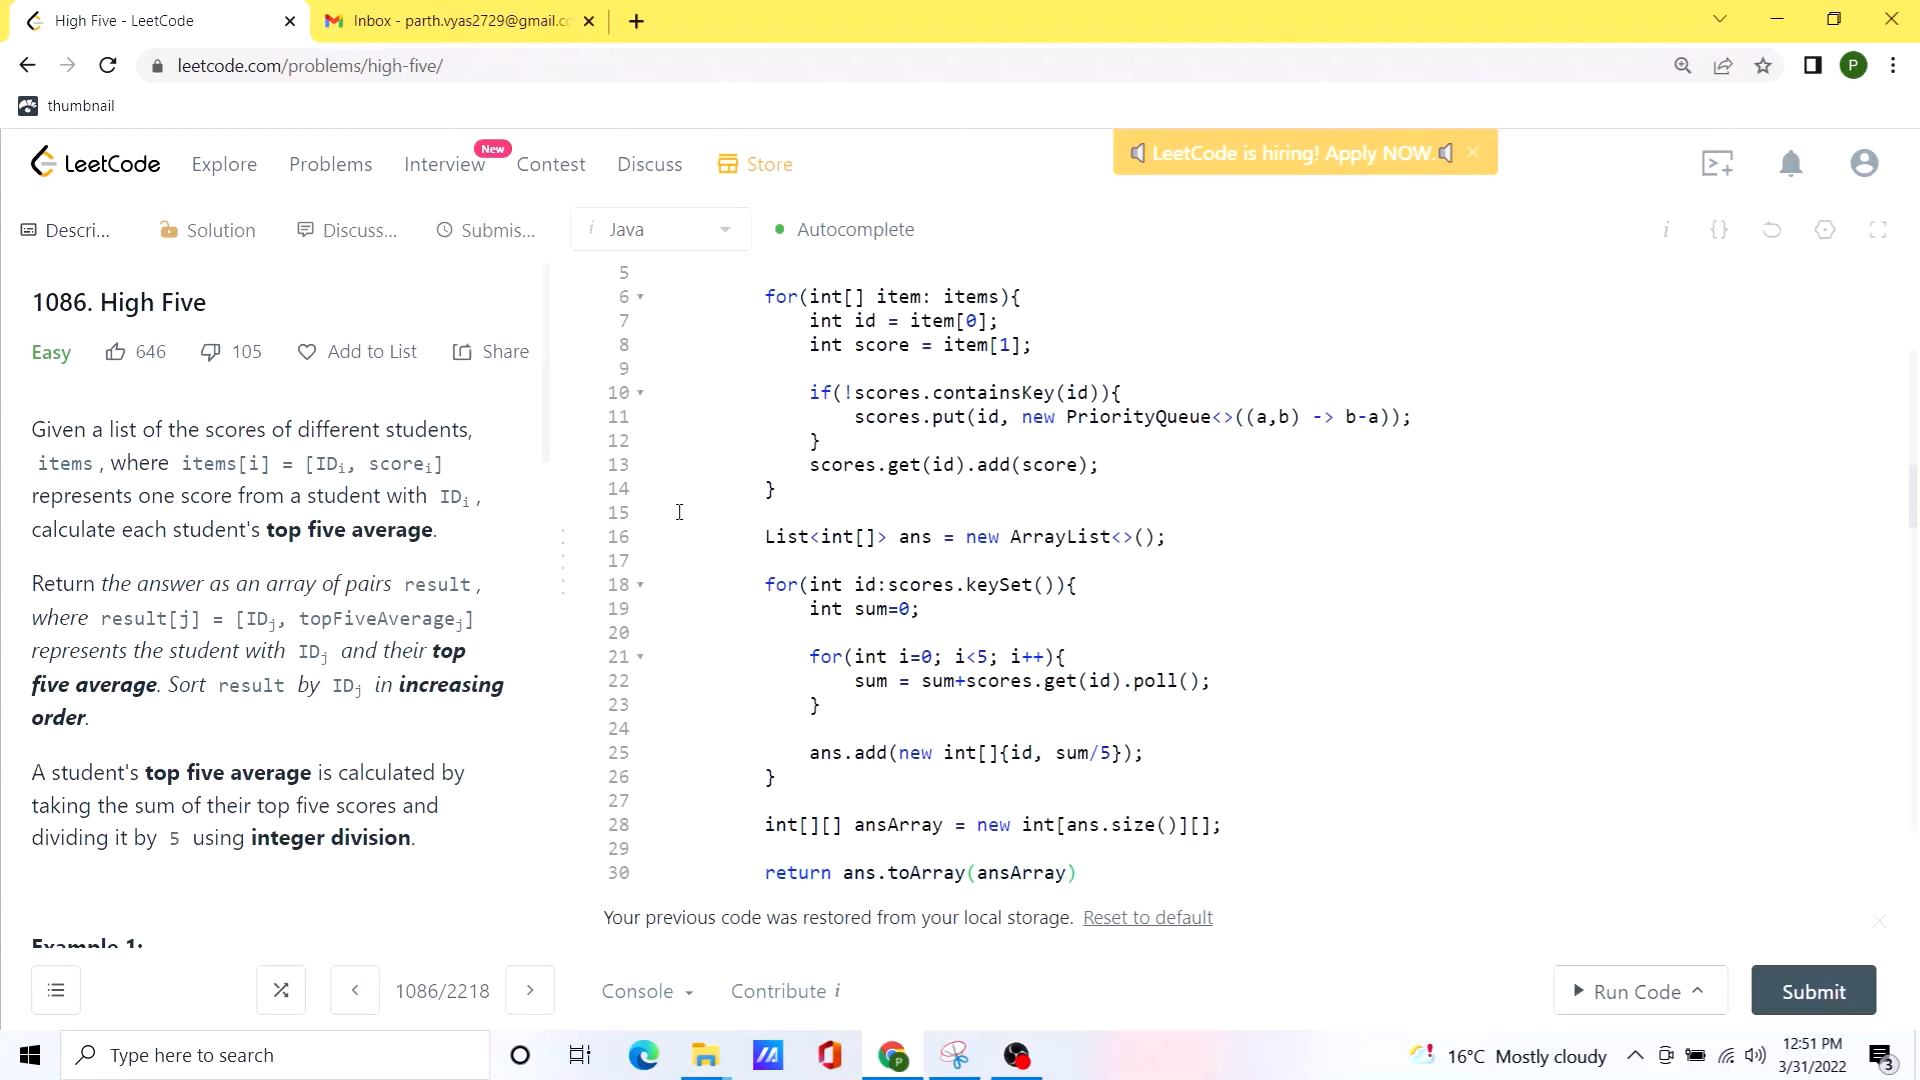 High Five - LeetCode
Inbox - parth.vyas2729@gmail.co
leetcode.com/problems/high-five/
P
thumbnail
LeetCode
Explore
Problems
Interview
New
Contest
Discuss
Store
LeetCode is hiring! Apply NOW.
Descri...
Solution
Discuss...
Submis...
i Java
Autocomplete
i {}
1086. High Five
Easy 646 105 Add to List Share
Given a list of the scores of different students,
items, where items[i] = [IDi, scorei]
represents one score from a student with IDi,
calculate each student's top five average.
Return the answer as an array of pairs result,
where result[j] = [IDj, topFiveAveragej]
represents the student with IDj and their top
five average. Sort result by IDj in increasing
order.
A student's top five average is calculated by
taking the sum of their top five scores and
dividing it by 5 using integer division.
Example 1:
5
6 for(int[] item: items){
7 int id = item[0];
8 int score = item[1];
9
10 if(!scores.containsKey(id)){
11 scores.put(id, new PriorityQueue<>((a,b) -> b-a));
12 }
13 scores.get(id).add(score);
14 }
15
16 List<int[]> ans = new ArrayList<>();
17
18 for(int id:scores.keySet()){
19 int sum=0;
20
21 for(int i=0; i<5; i++){
22 sum = sum+scores.get(id).poll();
23 }
24
25 ans.add(new int[]{id, sum/5});
26 }
27
28 int[][] ansArray = new int[ans.size()][];
29
30 return ans.toArray(ansArray)
Your previous code was restored from your local storage. Reset to default
1086/2218
Console
Contribute i
Run Code
Submit
Type here to search
P
16°C Mostly cloudy
12:51 PM
3/31/2022
3